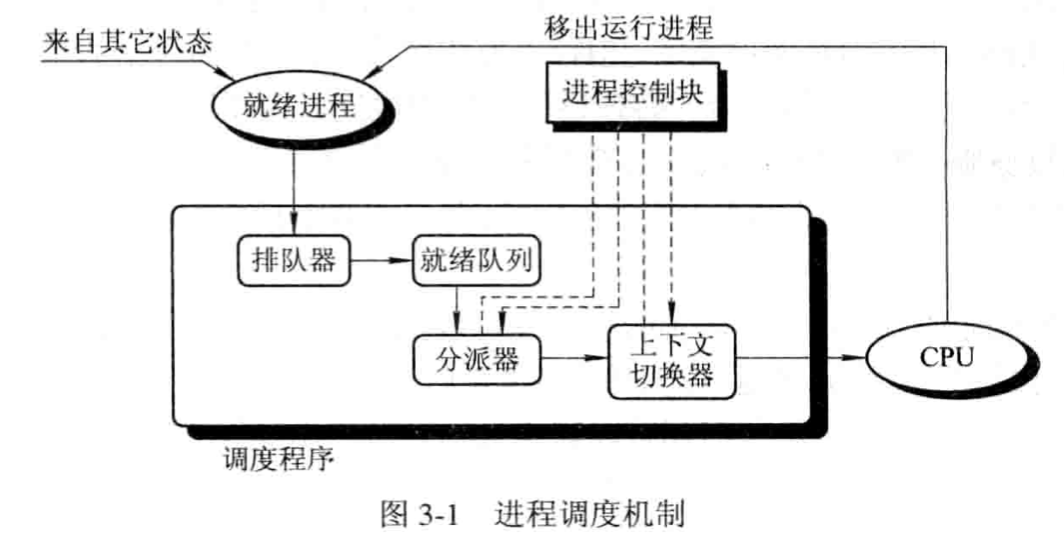 来自其它状态
移出运行进程
就绪进程
进程控制块
排队器
就绪队列
分派器
上下文
切换器
CPU
调度程序
图 3-1 进程调度机制